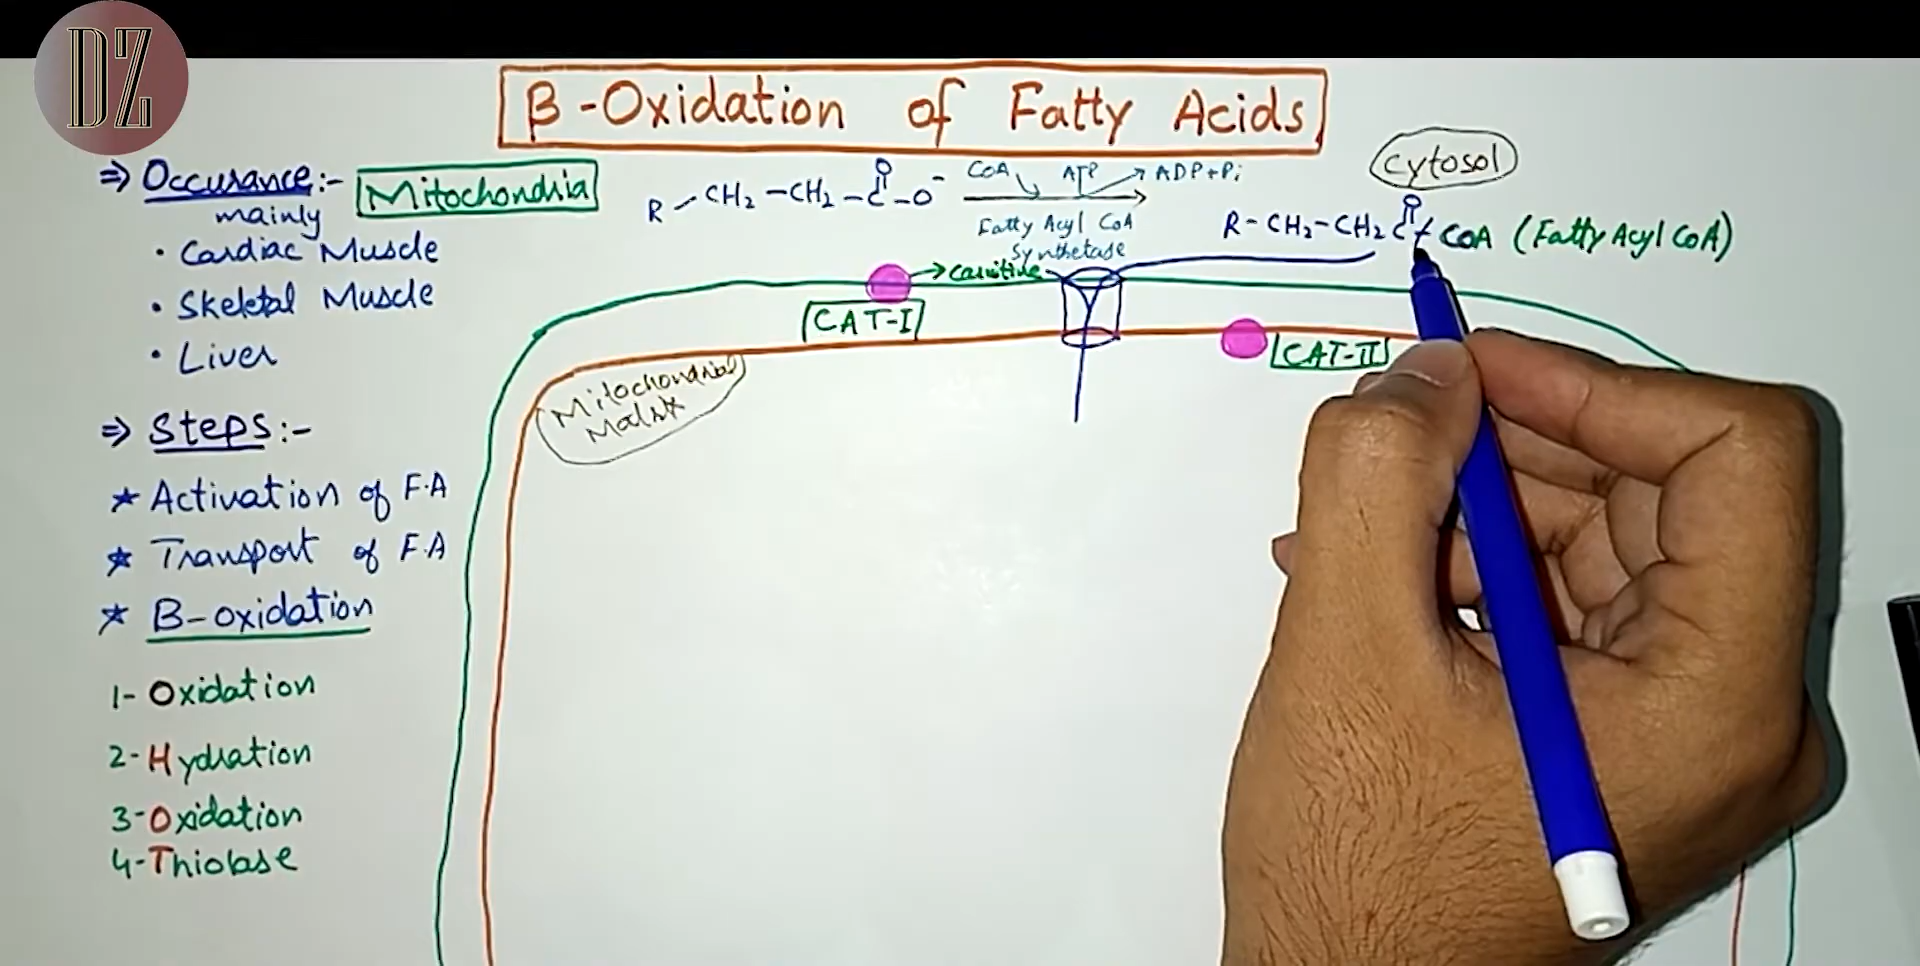 DZ
β-Oxidation of Fatty Acids
⇒ Occurance:- Mitochondria
mainly
• Cardiac Muscle
• Skeletal Muscle
• Liver
⇒ Steps:-
★ Activation of F.A
★ Transport of F.A
★ B-oxidation
1- Oxidation
2- Hydration
3- Oxidation
4- Thiolase
R-CH2-CH2-C-O-
O
CoA ATP ADP+Pi
Fatty Acyl CoA
Synthetase
Cytosol
O
R-CH2-CH2 C CoA (Fatty Acyl CoA)
→ Carnitine
CAT-I
CAT-II
Mitochondrial
Matrix